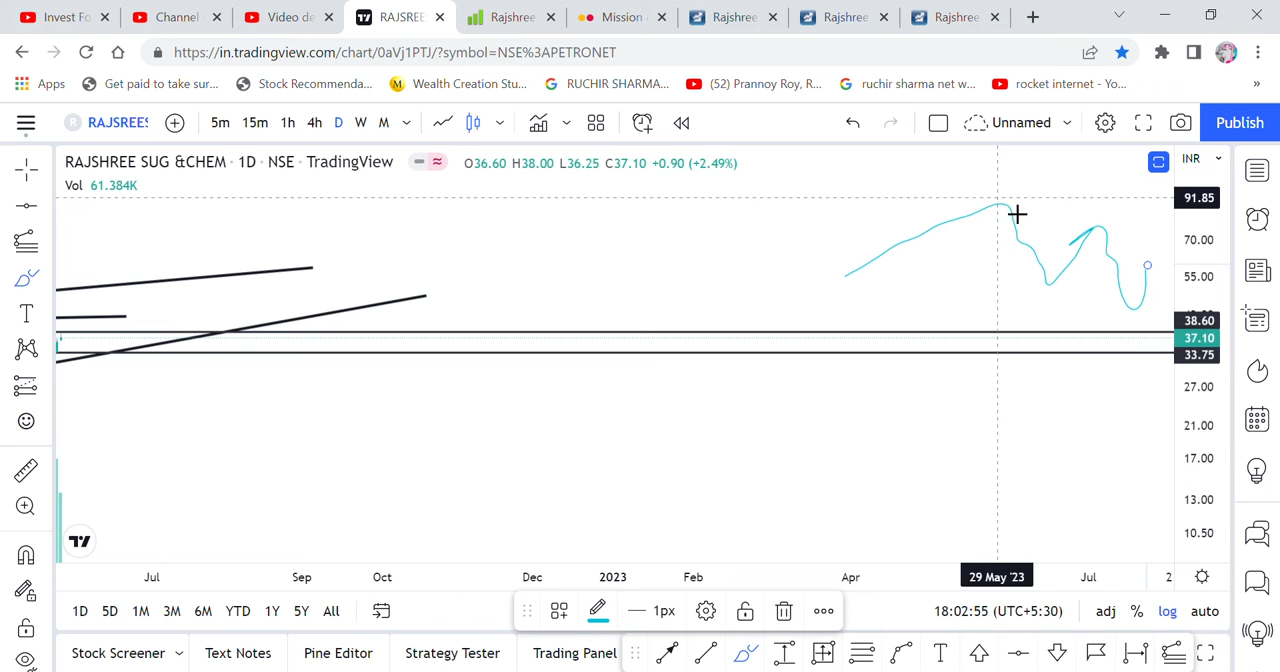 Invest Fo
Channel
Video de
RAJSREE
Rajshree
Mission
Rajshree
Rajshree
Rajshree
https://in.tradingview.com/chart/0aVj1PTJ/?symbol=NSE%3APETRONET
Apps
Get paid to take sur...
Stock Recommenda...
M
Wealth Creation Stu...
RUCHIR SHARMA...
(52) Prannoy Roy, R...
ruchir sharma net w...
rocket internet - Yo...
»
R RAJSREES 5m 15m 1h 4h D W M Unnamed Publish
RAJSHREE SUG &CHEM · 1D · NSE · TradingView O36.60 H38.00 L36.25 C37.10 +0.90 (+2.49%) INR
Vol 61.384K
91.85
70.00
55.00
38.60
37.10
33.75
27.00
21.00
17.00
13.00
10.50
Jul Sep Oct Dec 2023 Feb Apr 29 May '23 Jul 2
1D 5D 1M 3M 6M YTD 1Y 5Y All 1px 18:02:55 (UTC+5:30) adj % log auto
Stock Screener Text Notes Pine Editor Strategy Tester Trading Panel